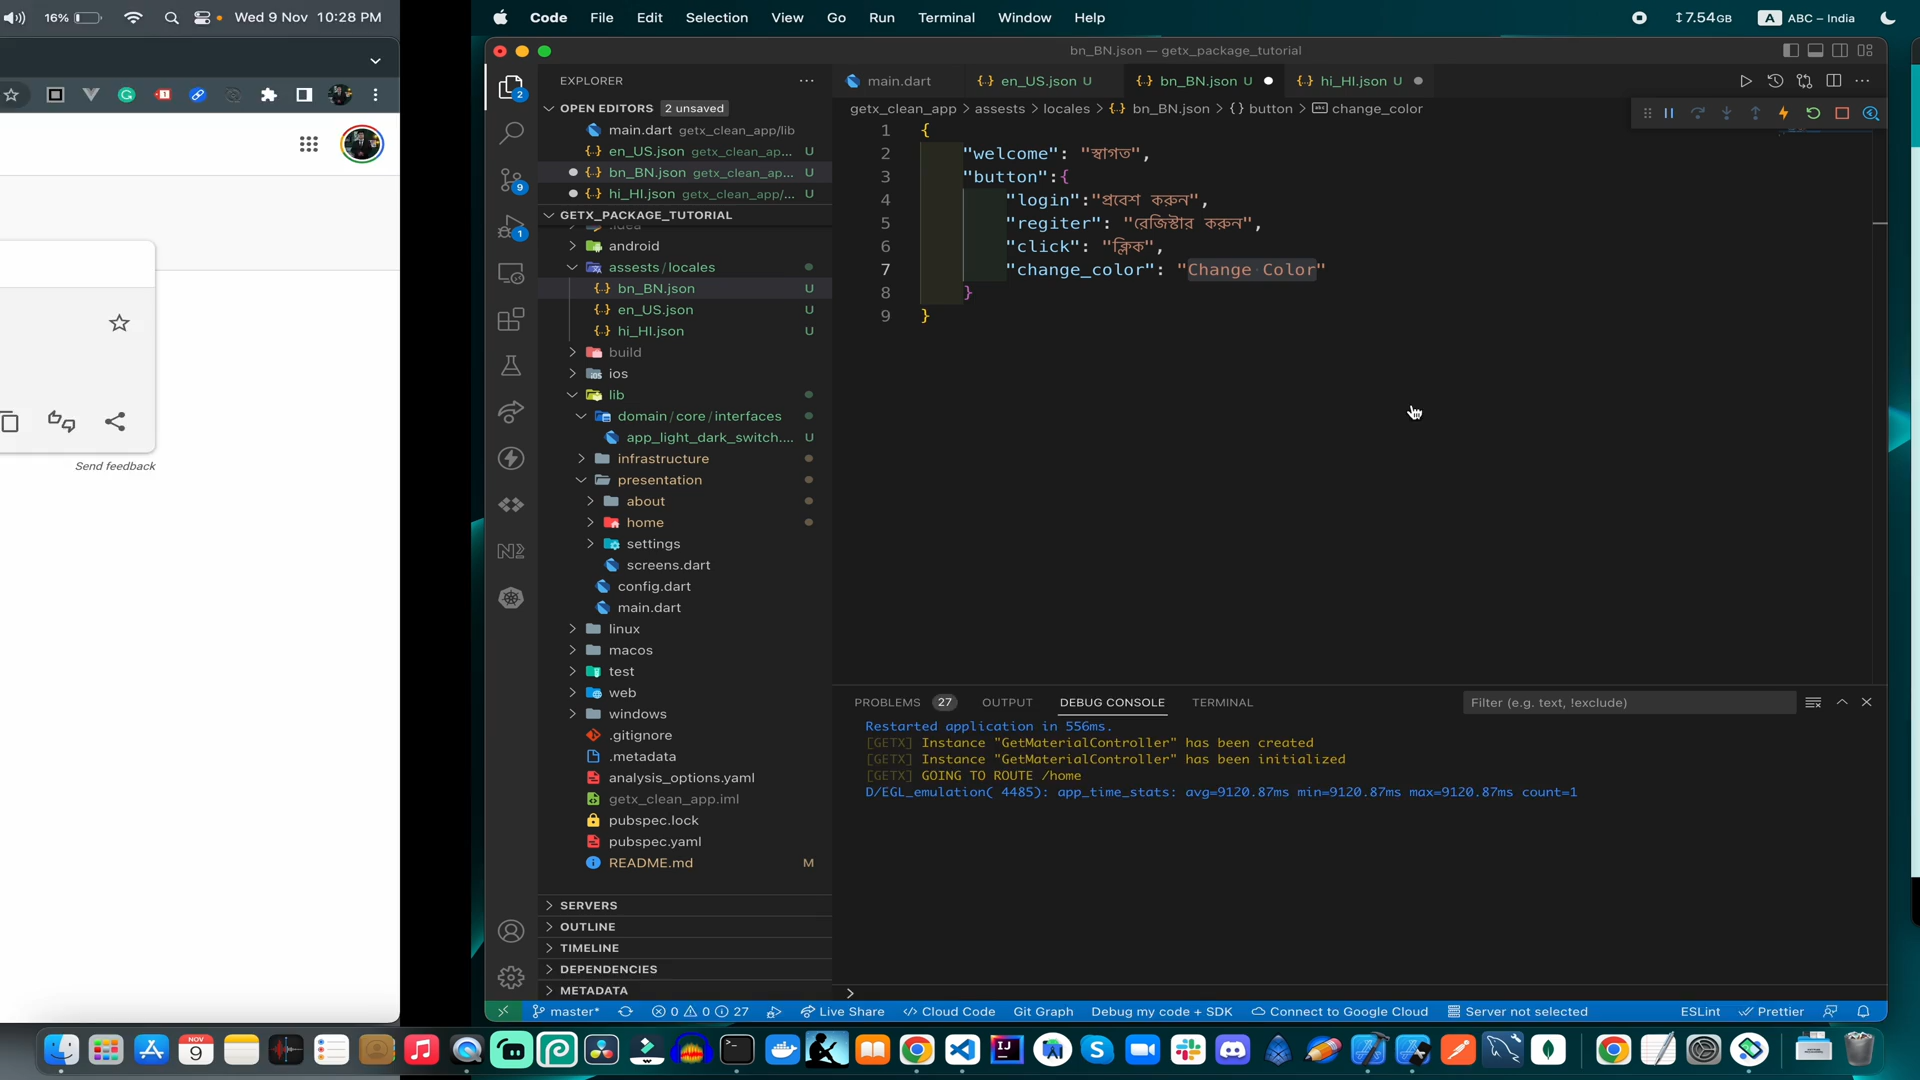 16%
Wed 9 Nov 10:28 PM
Code File Edit Selection View Go Run Terminal Window Help
7.54GB
A ABC – India
Send feedback
bn_BN.json — getx_package_tutorial
EXPLORER
OPEN EDITORS 2 unsaved
main.dart getx_clean_app/lib
en_US.json getx_clean_ap... U
bn_BN.json getx_clean_ap... U
hi_HI.json getx_clean_app/... U
GETX_PACKAGE_TUTORIAL
.idea
android
assests/locales
bn_BN.json U
en_US.json U
hi_HI.json U
build
ios
lib
domain/core/interfaces
app_light_dark_switch.... U
infrastructure
presentation
about
home
settings
screens.dart
config.dart
main.dart
linux
macos
test
web
windows
.gitignore
.metadata
analysis_options.yaml
getx_clean_app.iml
pubspec.lock
pubspec.yaml
README.md M
SERVERS
OUTLINE
TIMELINE
DEPENDENCIES
METADATA
2
9
1
main.dart
en_US.json U
bn_BN.json U
hi_HI.json U
getx_clean_app > assests > locales > {··} bn_BN.json > {} button > change_color
1 {
2 "welcome": "স্বাগত",
3 "button":{
4 "login":"প্রবেশ করুন",
5 "regiter": "রেজিস্টার করুন",
6 "click": "ক্লিক",
7 "change_color": "Change Color"
8 }
9 }
PROBLEMS 27 OUTPUT DEBUG CONSOLE TERMINAL
Filter (e.g. text, !exclude)
Restarted application in 556ms.
[GETX] Instance "GetMaterialController" has been created
[GETX] Instance "GetMaterialController" has been initialized
[GETX] GOING TO ROUTE /home
D/EGL_emulation( 4485): app_time_stats: avg=9120.87ms min=9120.87ms max=9120.87ms count=1
master* 0 0 27 Live Share Cloud Code Git Graph Debug my code + SDK Connect to Google Cloud Server not selected ESLint Prettier
NOV
9